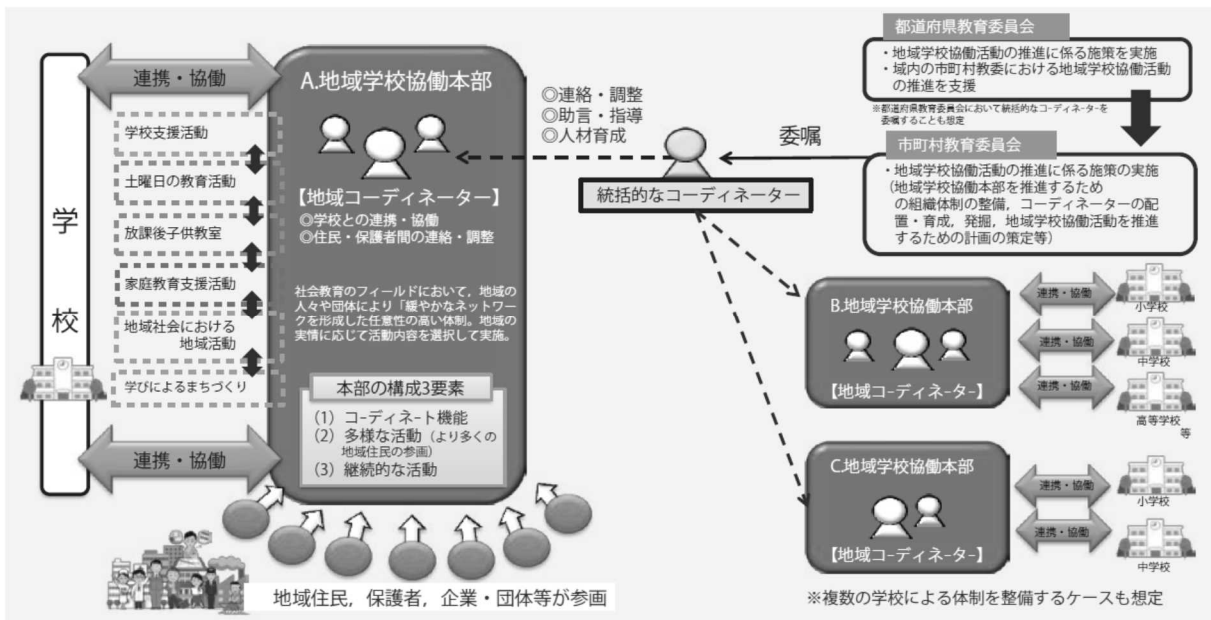 学校
連携・協働
学校支援活動
土曜日の教育活動
放課後子供教室
家庭教育支援活動
地域社会における
地域活動
学びによるまちづくり
連携・協働
A.地域学校協働本部
【地域コーディネーター】
◎学校との連携・協働
◎住民・保護者間の連絡・調整
社会教育のフィールドにおいて，地域の
人々や団体により「緩やかなネットワー
クを形成した任意性の高い体制。地域の
実情に応じて活動内容を選択して実施。
本部の構成3要素
(1) コーディネート機能
(2) 多様な活動（より多くの
地域住民の参画）
(3) 継続的な活動
地域住民，保護者，企業・団体等が参画
◎連絡・調整
◎助言・指導
◎人材育成
統括的なコーディネーター
委嘱
都道府県教育委員会
・地域学校協働活動の推進に係る施策を実施
・域内の市町村教委における地域学校協働活動
の推進を支援
※都道府県教育委員会において統括的なコーディネーターを
委嘱することも想定
市町村教育委員会
・地域学校協働活動の推進に係る施策の実施
（地域学校協働本部を推進するため
の組織体制の整備，コーディネーターの配
置・育成，発掘，地域学校協働活動を推進
するための計画の策定等）
B.地域学校協働本部
【地域コーディネーター】
連携・協働
小学校
連携・協働
中学校
連携・協働
高等学校
等
C.地域学校協働本部
【地域コーディネーター】
連携・協働
小学校
連携・協働
中学校
※複数の学校による体制を整備するケースも想定